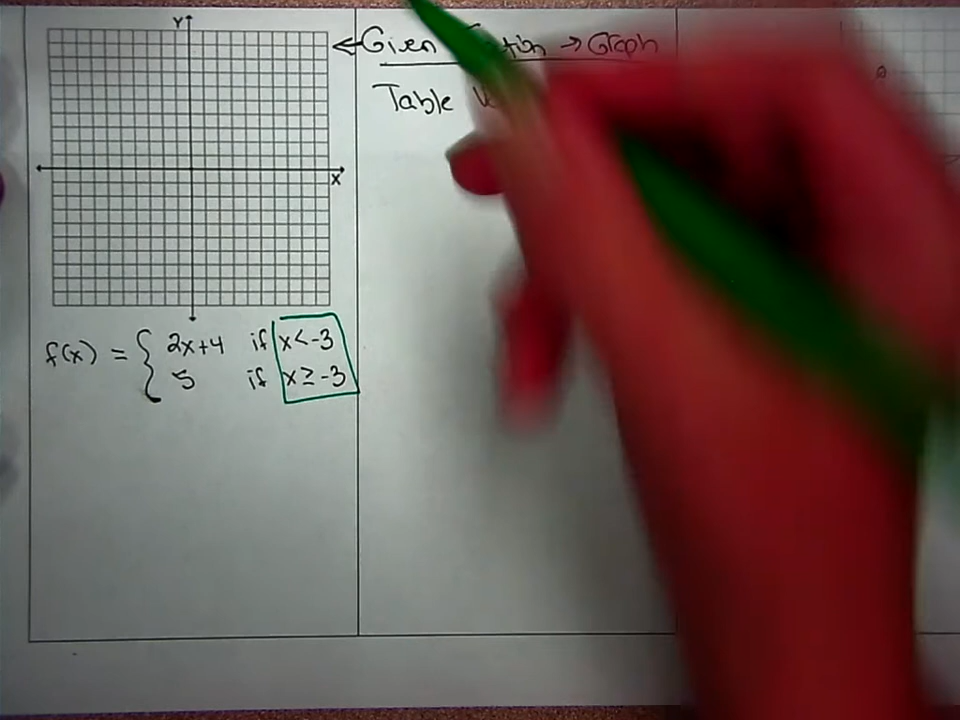 Y
X
← Given → Graph
Table
f(x) = { 2x+4 if x < -3
5 if x ≥ -3